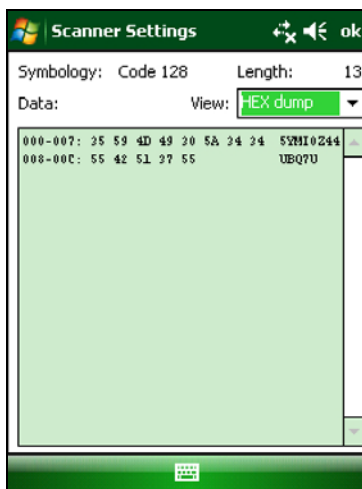 Scanner Settings ok
Symbology: Code 128 Length: 13
Data: View: HEX dump
000-007: 35 59 4D 49 30 5A 34 34 5YMI0Z44
008-00C: 55 42 51 37 55 UBQ7U